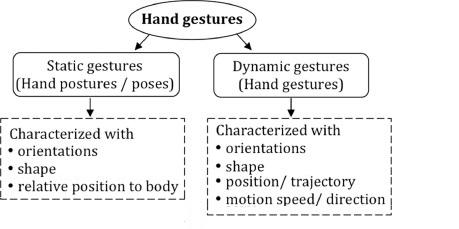 Hand gestures
Static gestures
(Hand postures / poses)
Dynamic gestures
(Hand gestures)
Characterized with
• orientations
• shape
• relative position to body
Characterized with
• orientations
• shape
• position/ trajectory
• motion speed/ direction